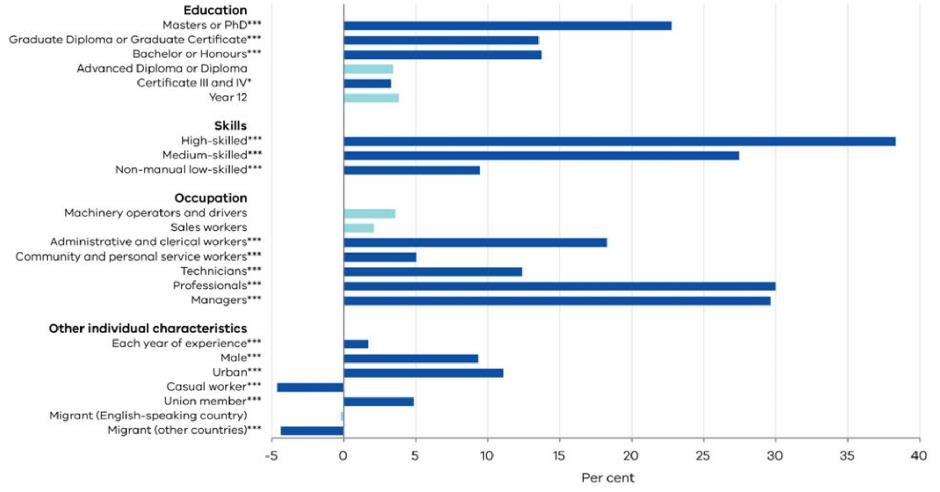 Education
Masters or PhD***
Graduate Diploma or Graduate Certificate***
Bachelor or Honours***
Advanced Diploma or Diploma
Certificate III and IV*
Year 12
Skills
High-skilled***
Medium-skilled***
Non-manual low-skilled***
Occupation
Machinery operators and drivers
Sales workers
Administrative and clerical workers***
Community and personal service workers***
Technicians***
Professionals***
Managers***
Other individual characteristics
Each year of experience***
Male***
Urban***
Casual worker***
Union member***
Migrant (English-speaking country)
Migrant (other countries)***
-5 0 5 10 15 20 25 30 35 40
Per cent